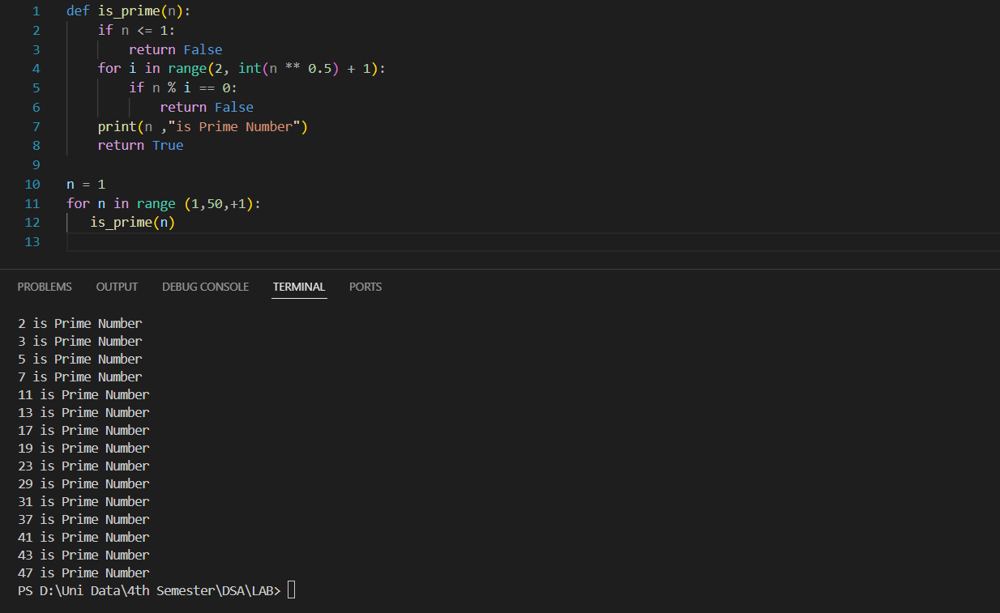 1 def is_prime(n):
2     if n <= 1:
3         return False
4     for i in range(2, int(n ** 0.5) + 1):
5         if n % i == 0:
6             return False
7     print(n ,"is Prime Number")
8     return True
9
10 n = 1
11 for n in range (1,50,+1):
12    is_prime(n)
13
PROBLEMS OUTPUT DEBUG CONSOLE TERMINAL PORTS
2 is Prime Number
3 is Prime Number
5 is Prime Number
7 is Prime Number
11 is Prime Number
13 is Prime Number
17 is Prime Number
19 is Prime Number
23 is Prime Number
29 is Prime Number
31 is Prime Number
37 is Prime Number
41 is Prime Number
43 is Prime Number
47 is Prime Number
PS D:\Uni Data\4th Semester\DSA\LAB>